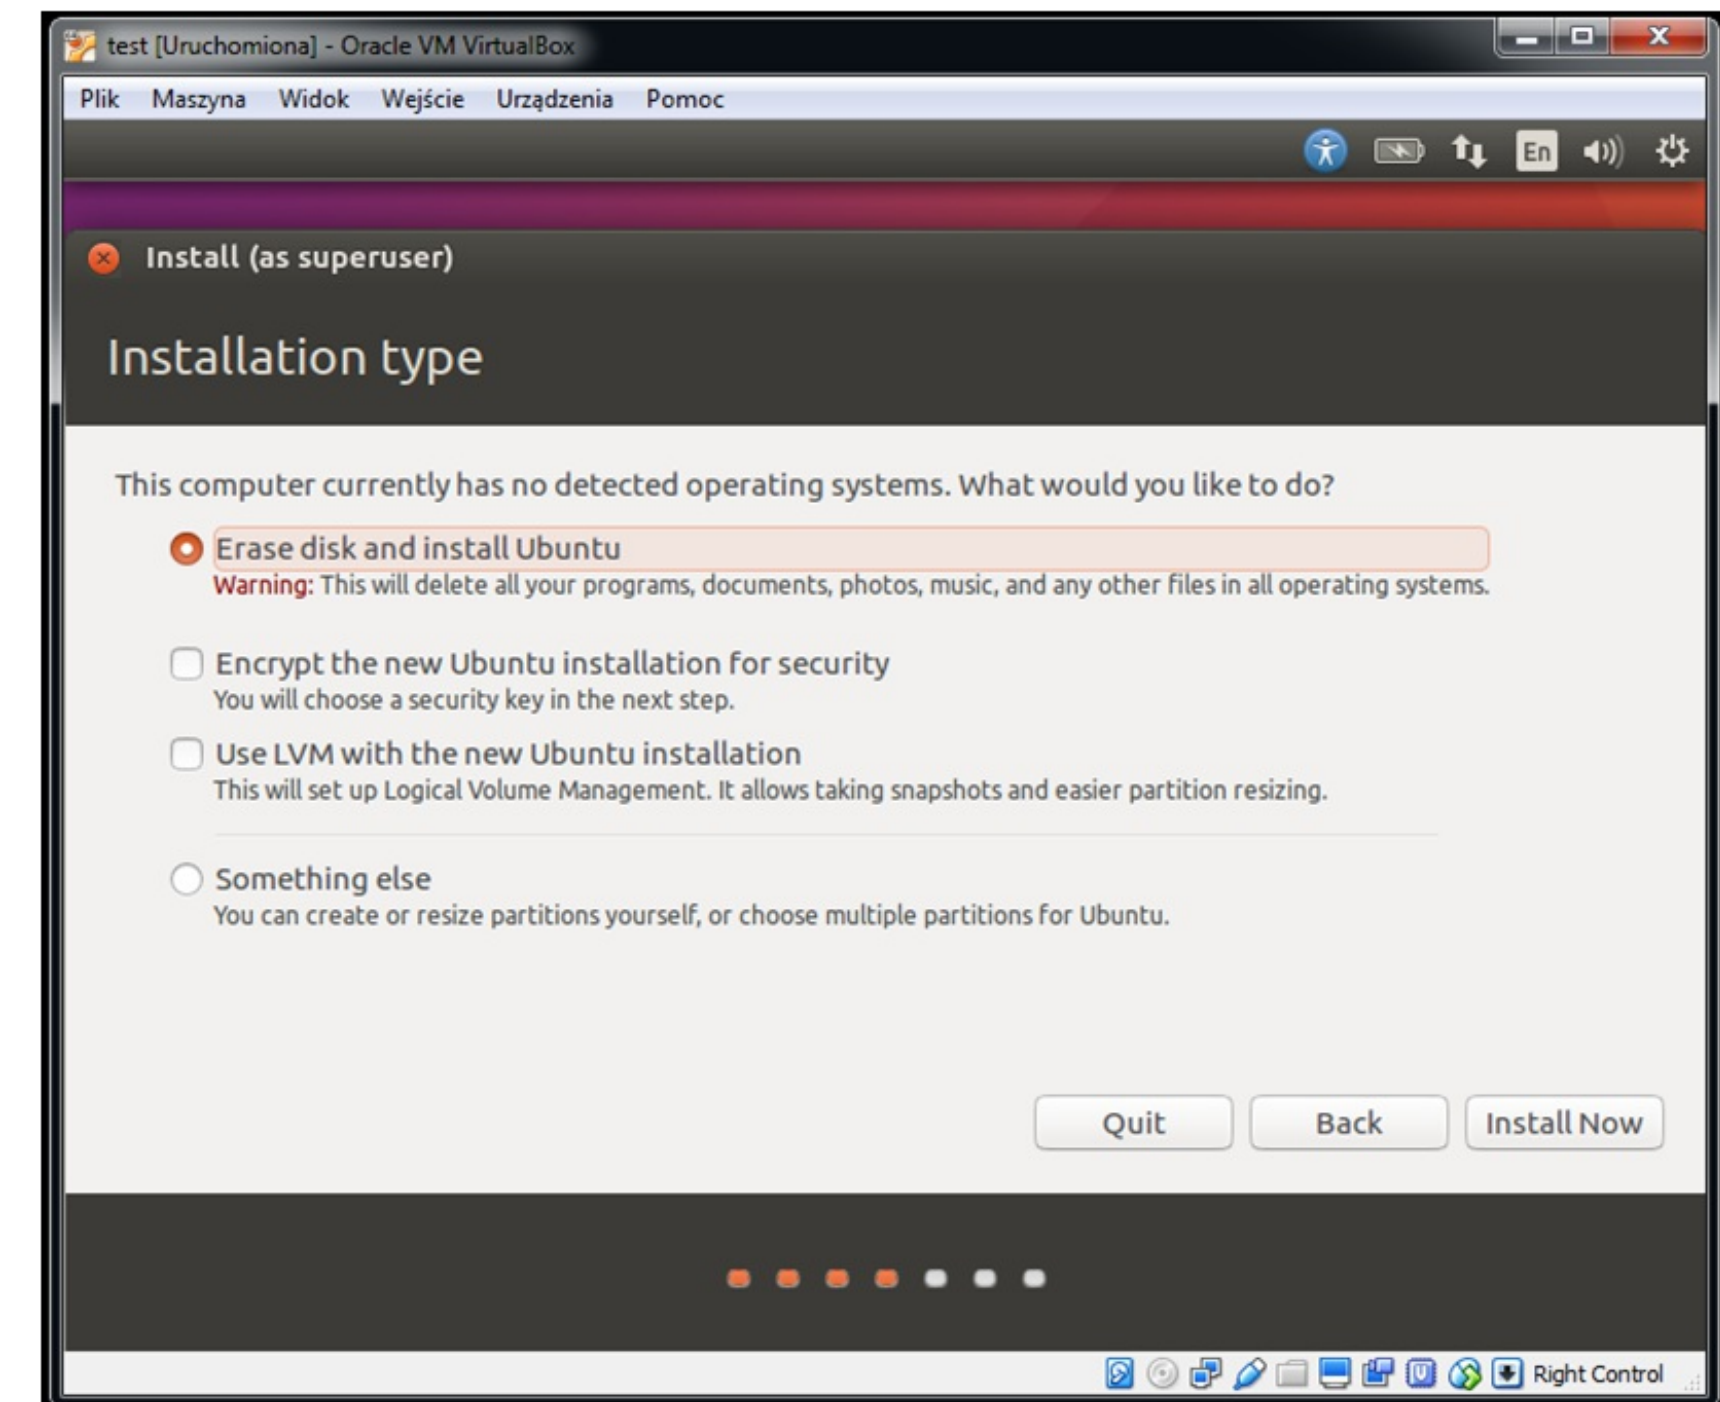 test [Uruchomiona] - Oracle VM VirtualBox
Plik Maszyna Widok Wejście Urządzenia Pomoc
En
Install (as superuser)
Installation type
This computer currently has no detected operating systems. What would you like to do?
Erase disk and install Ubuntu
Warning: This will delete all your programs, documents, photos, music, and any other files in all operating systems.
Encrypt the new Ubuntu installation for security
You will choose a security key in the next step.
Use LVM with the new Ubuntu installation
This will set up Logical Volume Management. It allows taking snapshots and easier partition resizing.
Something else
You can create or resize partitions yourself, or choose multiple partitions for Ubuntu.
Quit Back Install Now
Right Control